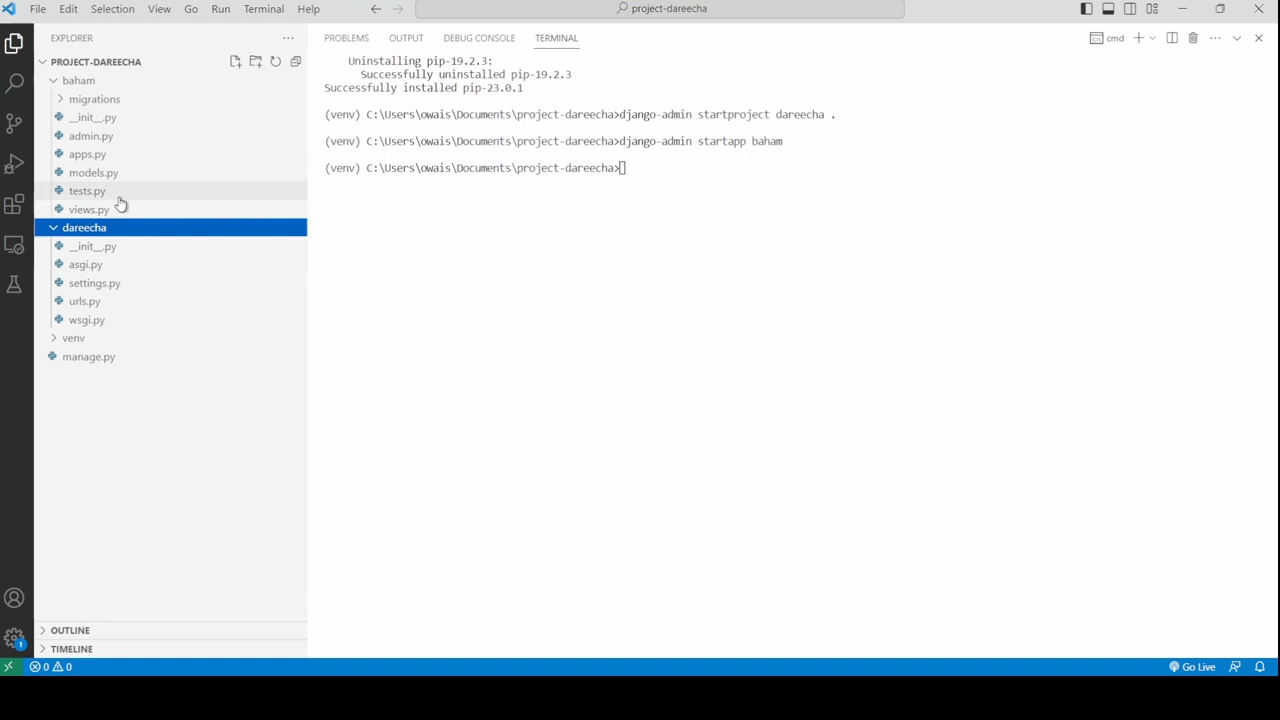 File Edit Selection View Go Run Terminal Help
project-dareecha
EXPLORER
PROJECT-DAREECHA
baham
migrations
__init__.py
admin.py
apps.py
models.py
tests.py
views.py
dareecha
__init__.py
asgi.py
settings.py
urls.py
wsgi.py
venv
manage.py
OUTLINE
TIMELINE
PROBLEMS OUTPUT DEBUG CONSOLE TERMINAL
cmd
Uninstalling pip-19.2.3:
Successfully uninstalled pip-19.2.3
Successfully installed pip-23.0.1
(venv) C:\Users\owais\Documents\project-dareecha>django-admin startproject dareecha .
(venv) C:\Users\owais\Documents\project-dareecha>django-admin startapp baham
(venv) C:\Users\owais\Documents\project-dareecha>
1
0 0
Go Live